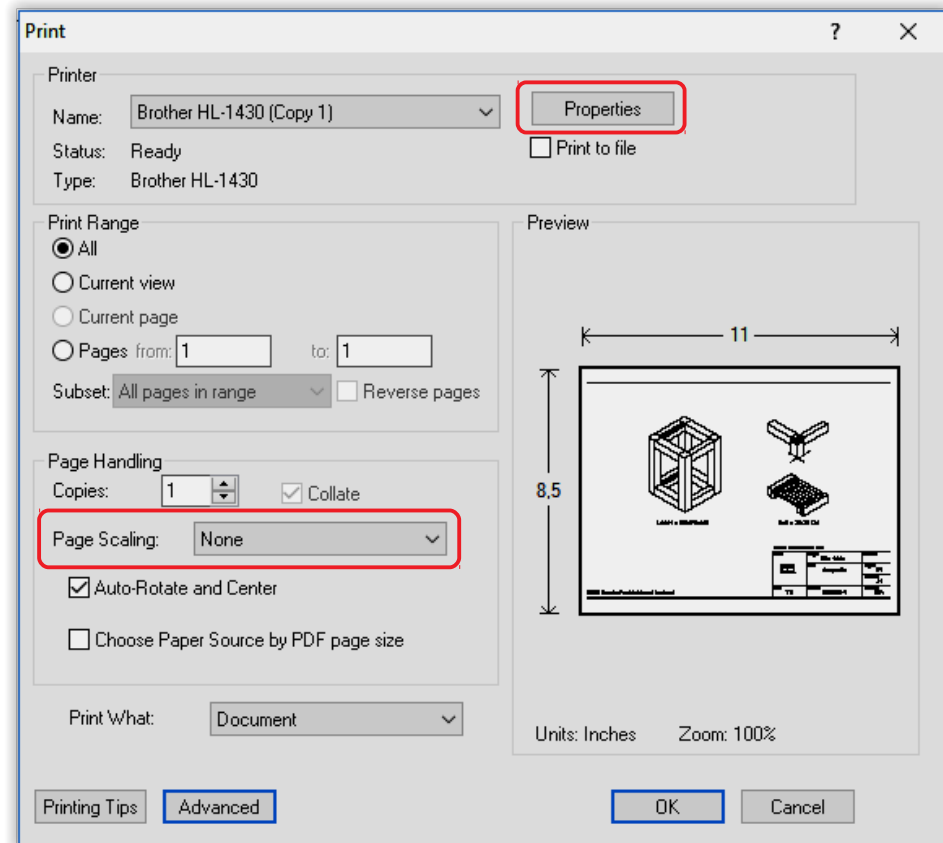 Print
Printer
Name: Brother HL-1430 (Copy 1) Properties
Status: Ready Print to file
Type: Brother HL-1430
Print Range
All
Current view
Current page
Pages from: 1 to: 1
Subset: All pages in range Reverse pages
Page Handling
Copies: 1 Collate
Page Scaling: None
Auto-Rotate and Center
Choose Paper Source by PDF page size
Print What: Document
Preview
11
8,5
Units: Inches Zoom: 100%
Printing Tips Advanced OK Cancel